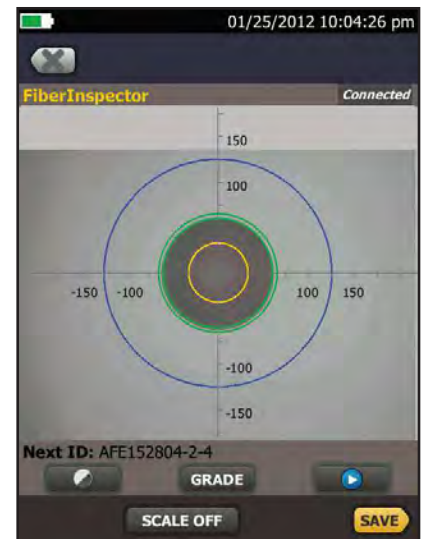 01/25/2012 10:04:26 pm
FiberInspector Connected
150
100
-150 -100 100 150
-100
-150
Next ID: AFE152804-2-4
GRADE
SCALE OFF SAVE